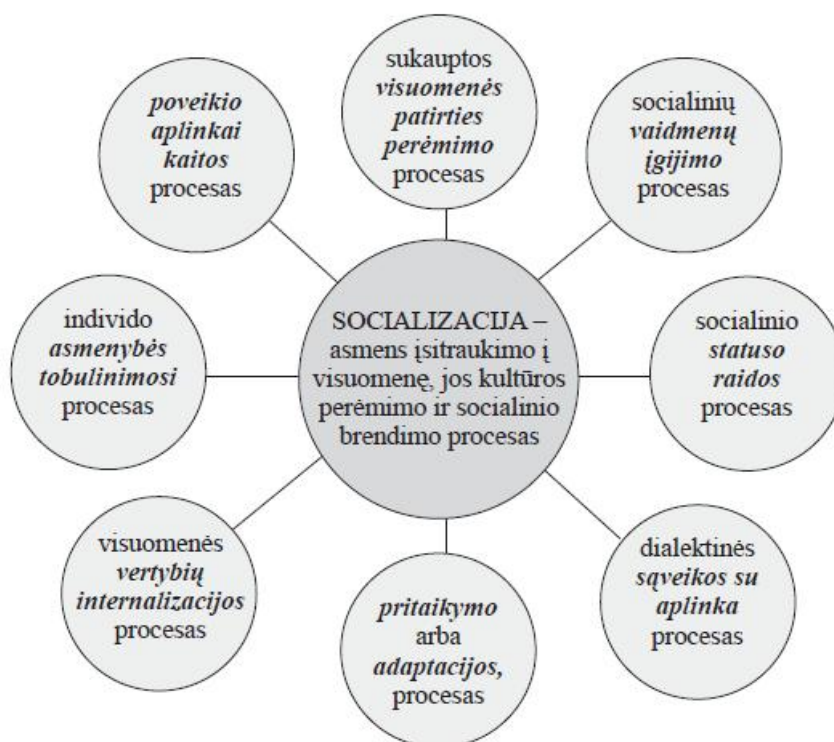 sukauptos
visuomenės
patirties
perėmimo
procesas
socialinių
vaidmenų
įgijimo
procesas
socialinio
statuso
raidos
procesas
dialektinės
sąveikos su
aplinka
procesas
pritaikymo
arba
adaptacijos,
procesas
visuomenės
vertybių
internalizacijos
procesas
individo
asmenybės
tobulinimosi
procesas
poveikio
aplinkai
kaitos
procesas
SOCIALIZACIJA –
asmens įsitraukimo į
visuomenę, jos kultūros
perėmimo ir socialinio
brendimo procesas